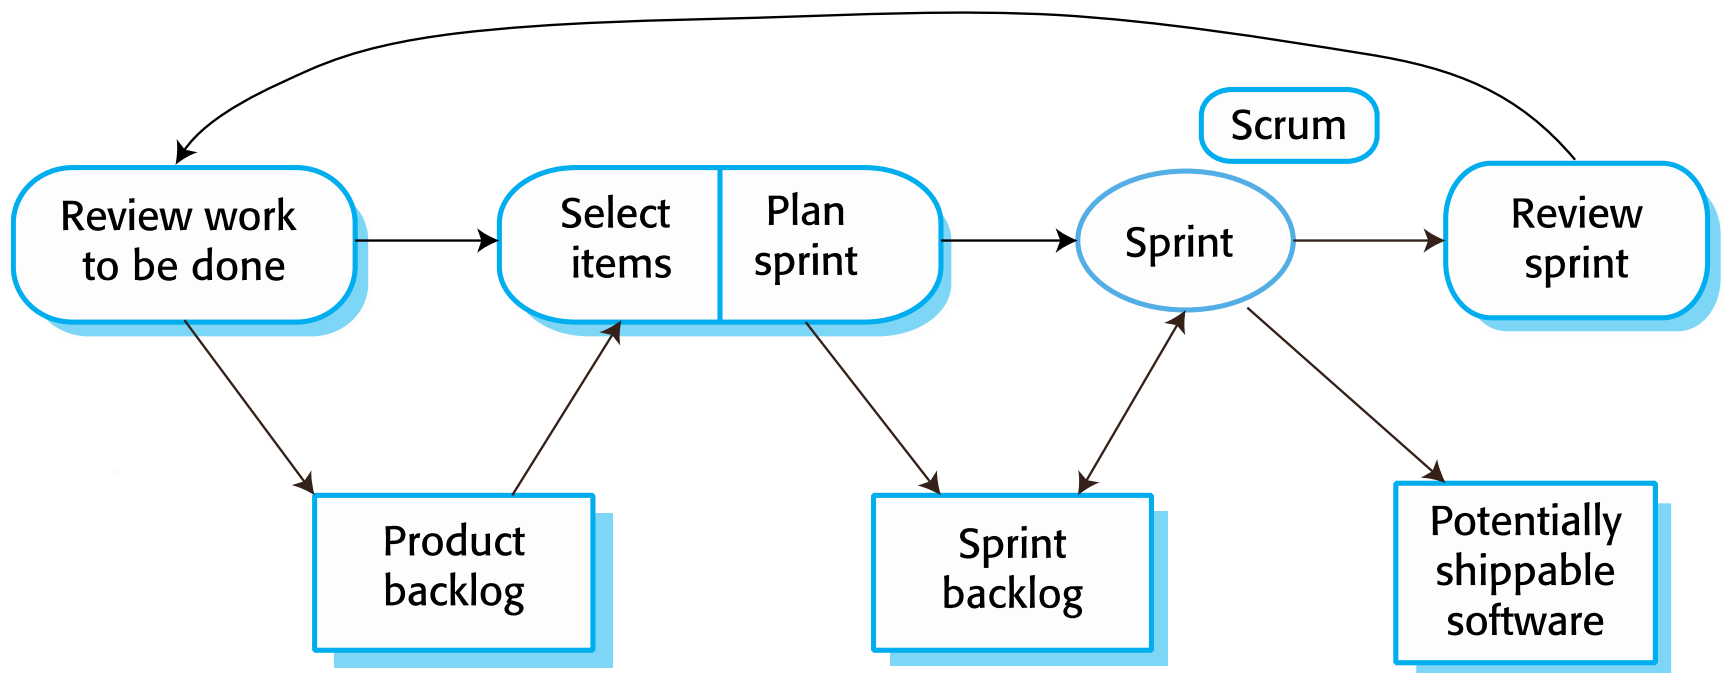 Scrum
Review work
to be done
Select
items
Plan
sprint
Sprint
Review
sprint
Product
backlog
Sprint
backlog
Potentially
shippable
software